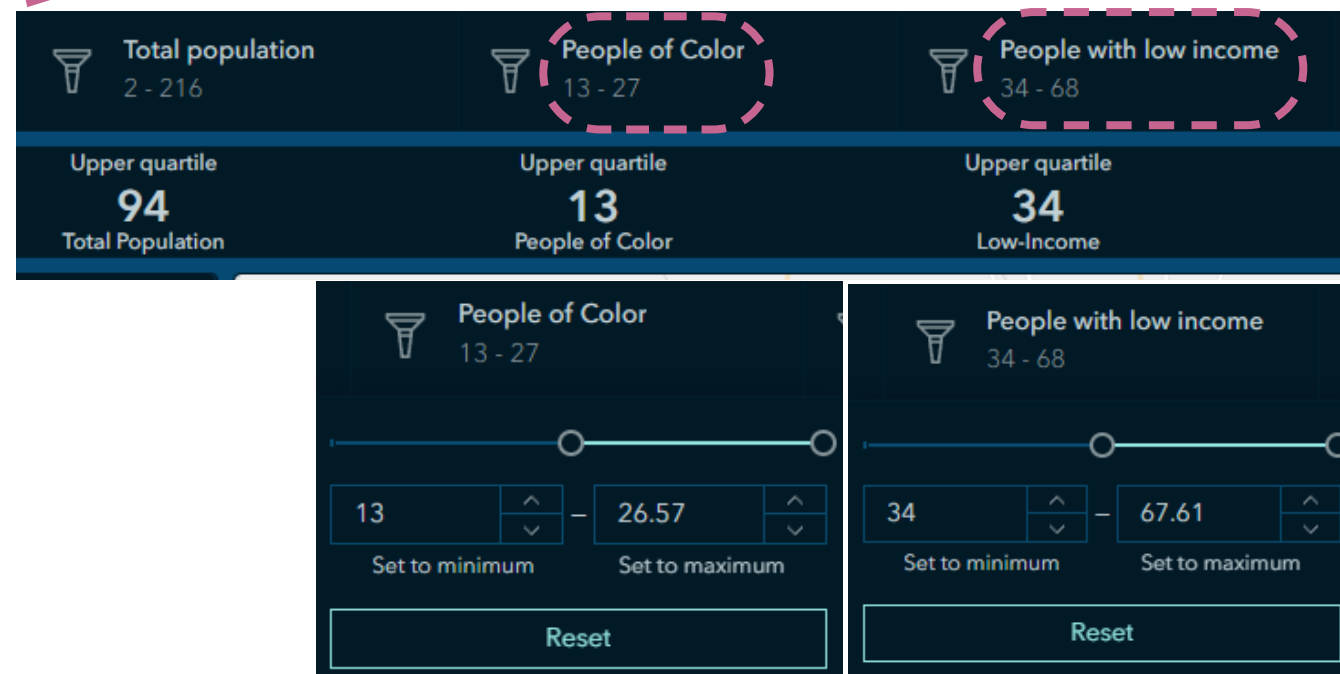 Total population
2 - 216
People of Color
13 - 27
People with low income
34 - 68
Upper quartile
94
Total Population
Upper quartile
13
People of Color
Upper quartile
34
Low-Income
People of Color
13 - 27
13 – 26.57
Set to minimum Set to maximum
Reset
People with low income
34 - 68
34 – 67.61
Set to minimum Set to maximum
Reset